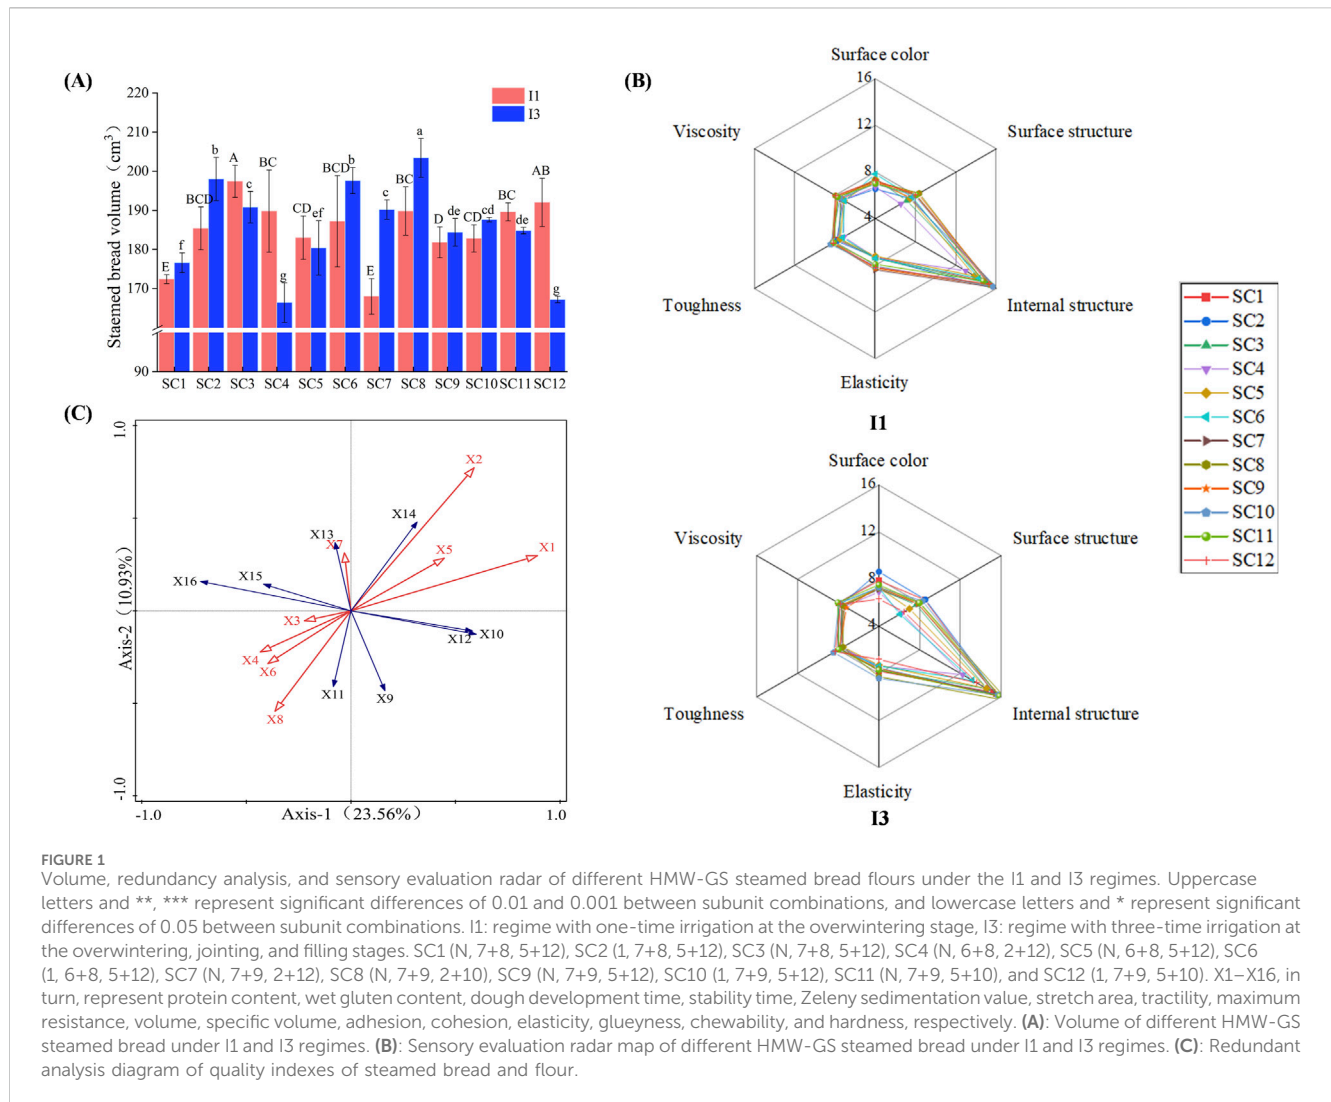 (A)
220
210
200
190
180
170
90
Staemed bread volume（cm³）
I1
I3
E
f
BCD
b
A
c
BC
g
CD
ef
BCD
b
E
c
BC
a
D
de
CD
cd
BC
de
AB
g
SC1 SC2 SC3 SC4 SC5 SC6 SC7 SC8 SC9 SC10 SC11 SC12
(B)
Surface color
16
12
8
4
Viscosity
Surface structure
Toughness
Internal structure
Elasticity
I1
Surface color
16
12
8
4
Viscosity
Surface structure
Toughness
Internal structure
Elasticity
I3
SC1
SC2
SC3
SC4
SC5
SC6
SC7
SC8
SC9
SC10
SC11
SC12
(C)
1.0
-1.0
Axis-2（10.93%）
X2
X14
X13
X7
X5
X1
X16
X15
X3
X12
X10
X4
X6
X11
X9
X8
-1.0
Axis-1（23.56%）
1.0
FIGURE 1
Volume, redundancy analysis, and sensory evaluation radar of different HMW-GS steamed bread flours under the I1 and I3 regimes. Uppercase
letters and **, *** represent significant differences of 0.01 and 0.001 between subunit combinations, and lowercase letters and * represent significant
differences of 0.05 between subunit combinations. I1: regime with one-time irrigation at the overwintering stage, I3: regime with three-time irrigation at
the overwintering, jointing, and filling stages. SC1 (N, 7+8, 5+12), SC2 (1, 7+8, 5+12), SC3 (N, 7+8, 5+12), SC4 (N, 6+8, 2+12), SC5 (N, 6+8, 5+12), SC6
(1, 6+8, 5+12), SC7 (N, 7+9, 2+12), SC8 (N, 7+9, 2+10), SC9 (N, 7+9, 5+12), SC10 (1, 7+9, 5+12), SC11 (N, 7+9, 5+10), and SC12 (1, 7+9, 5+10). X1–X16, in
turn, represent protein content, wet gluten content, dough development time, stability time, Zeleny sedimentation value, stretch area, tractility, maximum
resistance, volume, specific volume, adhesion, cohesion, elasticity, glueyness, chewability, and hardness, respectively. (A): Volume of different HMW-GS
steamed bread under I1 and I3 regimes. (B): Sensory evaluation radar map of different HMW-GS steamed bread under I1 and I3 regimes. (C): Redundant
analysis diagram of quality indexes of steamed bread and flour.